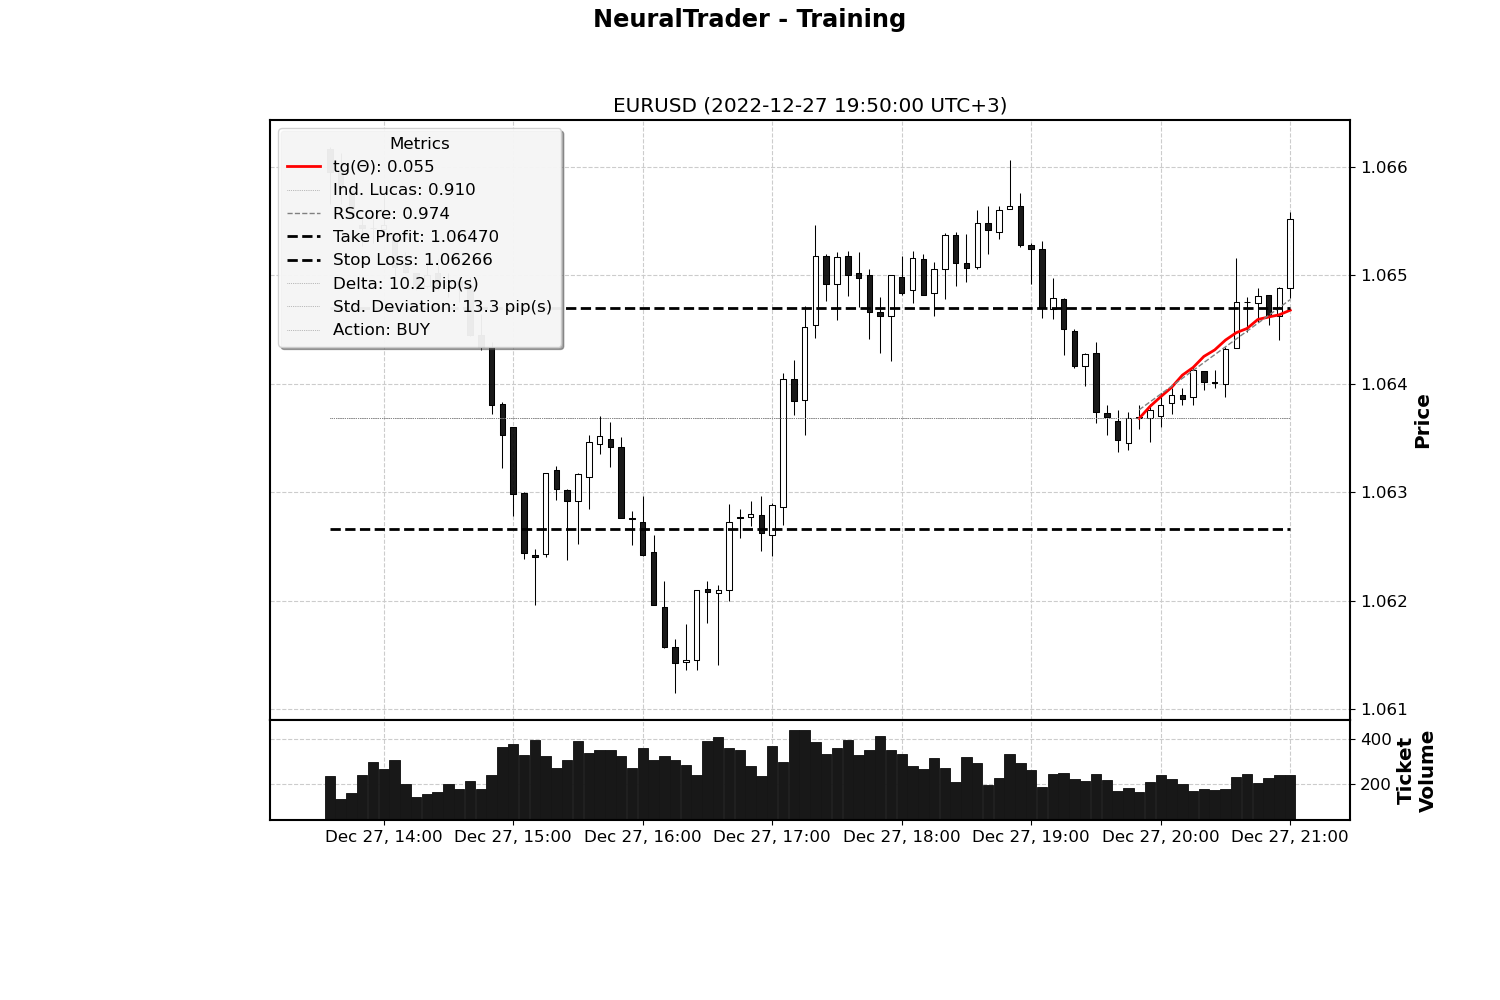 NeuralTrader - Training
EURUSD (2022-12-27 19:50:00 UTC+3)
Metrics
tg(Θ): 0.055
Ind. Lucas: 0.910
RScore: 0.974
Take Profit: 1.06470
Stop Loss: 1.06266
Delta: 10.2 pip(s)
Std. Deviation: 13.3 pip(s)
Action: BUY
1.066
1.065
1.064
1.063
1.062
1.061
Price
400
200
Ticket
Volume
Dec 27, 14:00
Dec 27, 15:00
Dec 27, 16:00
Dec 27, 17:00
Dec 27, 18:00
Dec 27, 19:00
Dec 27, 20:00
Dec 27, 21:00